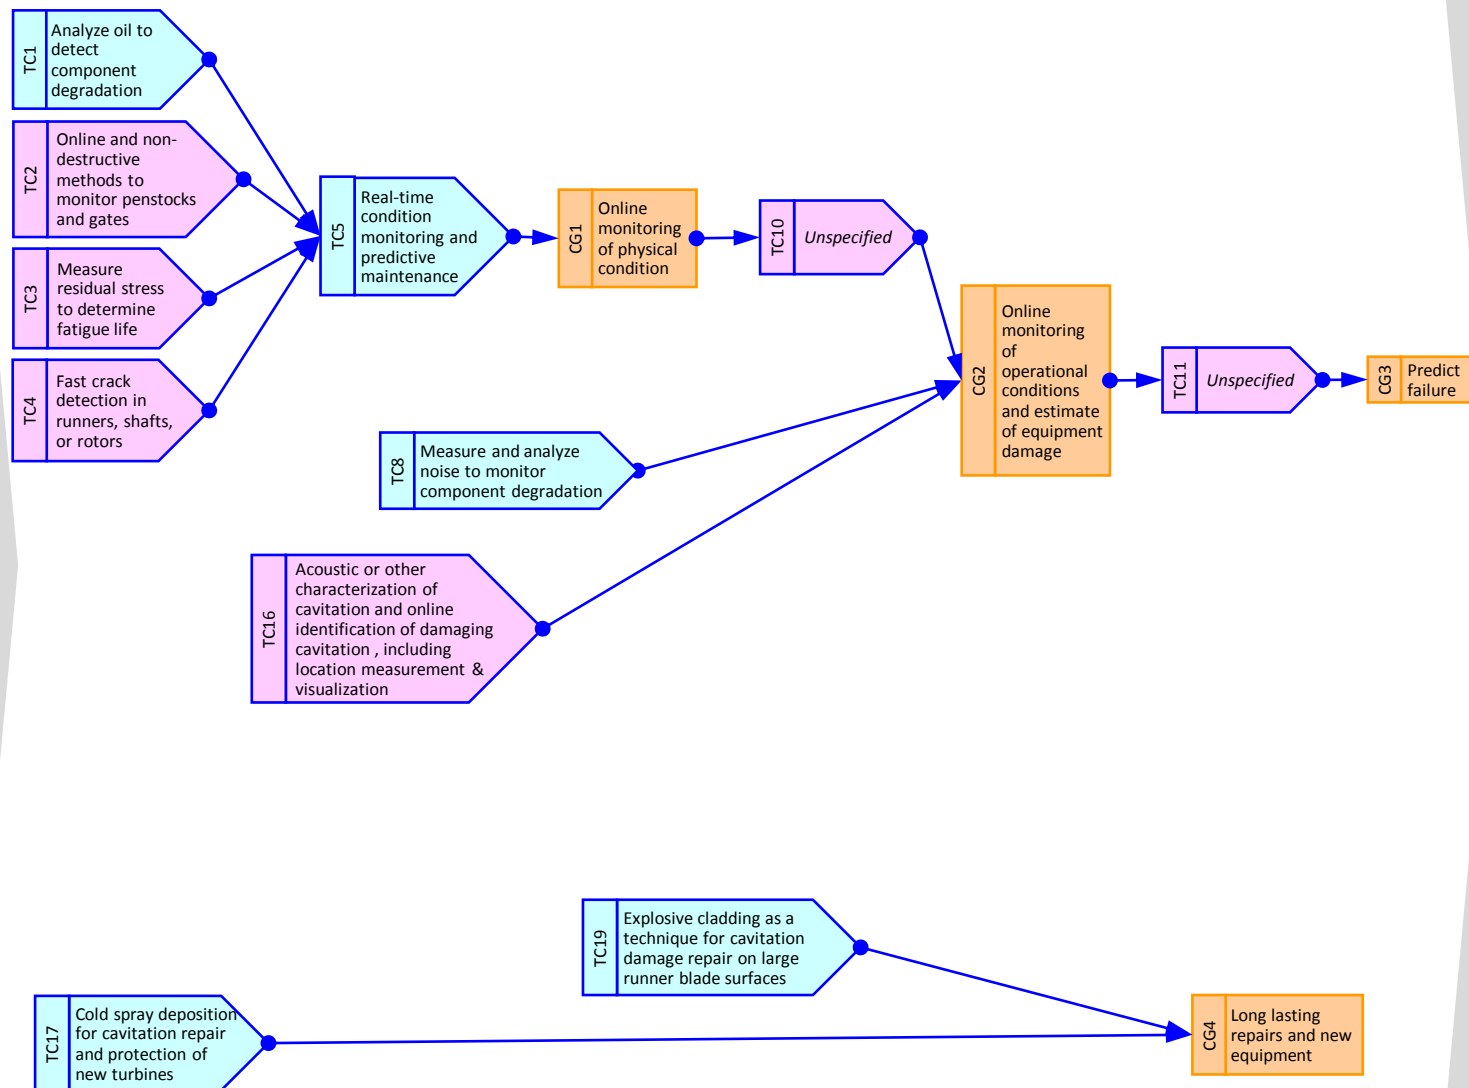 TC1
Analyze oil to
detect
component
degradation
TC2
Online and non-
destructive
methods to
monitor penstocks
and gates
TC3
Measure
residual stress
to determine
fatigue life
TC4
Fast crack
detection in
runners, shafts,
or rotors
TC5
Real-time
condition
monitoring and
predictive
maintenance
CG1
Online
monitoring
of physical
condition
TC10
Unspecified
CG2
Online
monitoring
of
operational
conditions
and estimate
of equipment
damage
TC11
Unspecified
CG3
Predict
failure
TC8
Measure and analyze
noise to monitor
component degradation
TC16
Acoustic or other
characterization of
cavitation and online
identification of damaging
cavitation , including
location measurement &
visualization
TC19
Explosive cladding as a
technique for cavitation
damage repair on large
runner blade surfaces
TC17
Cold spray deposition
for cavitation repair
and protection of
new turbines
CG4
Long lasting
repairs and new
equipment